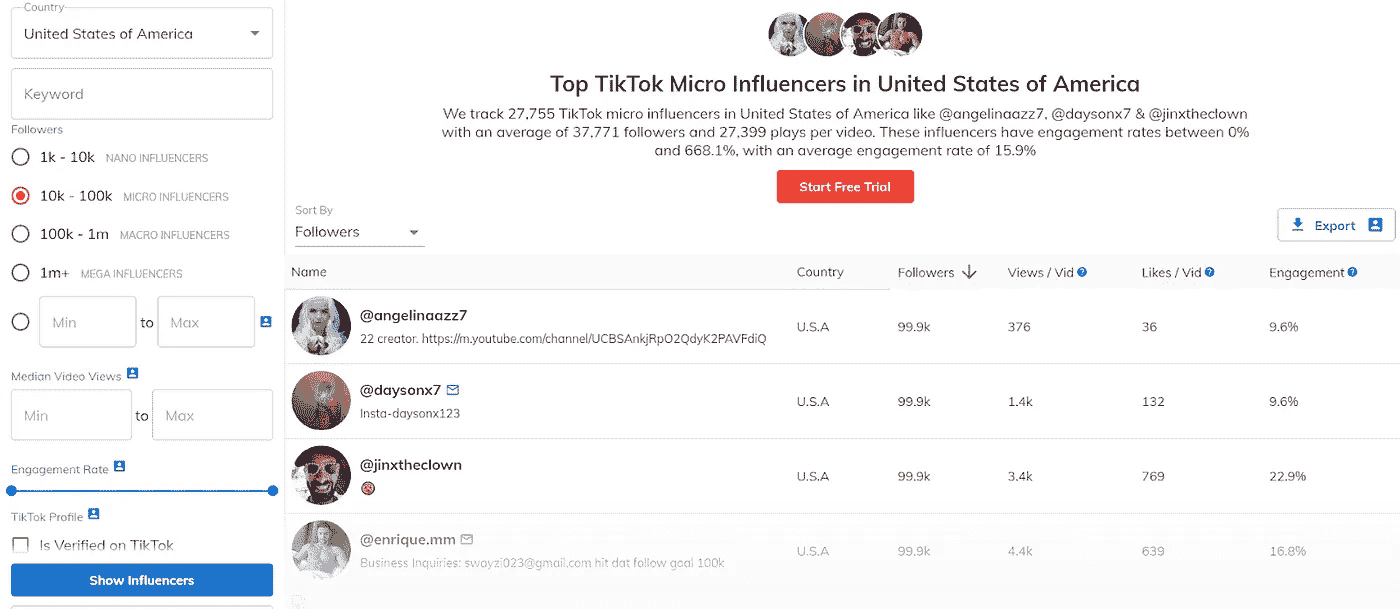 Country
United States of America
Keyword
Followers
1k - 10k NANO INFLUENCERS
10k - 100k MICRO INFLUENCERS
100k - 1m MACRO INFLUENCERS
1m+ MEGA INFLUENCERS
Min to Max
Median Video Views
Min to Max
Engagement Rate
TikTok Profile
Is Verified on TikTok
Show Influencers
Top TikTok Micro Influencers in United States of America
We track 27,755 TikTok micro influencers in United States of America like @angelinaazz7, @daysonx7 & @jinxtheclown
with an average of 37,771 followers and 27,399 plays per video. These influencers have engagement rates between 0%
and 668.1%, with an average engagement rate of 15.9%
Start Free Trial
Sort By
Followers
Export
Name Country Followers Views / Vid Likes / Vid Engagement
@angelinaazz7
22 creator. https://m.youtube.com/channel/UCBSAnkjRpO2QdyK2PAVFdiQ
U.S.A 99.9k 376 36 9.6%
@daysonx7
Insta-daysonx123
U.S.A 99.9k 1.4k 132 9.6%
@jinxtheclown
U.S.A 99.9k 3.4k 769 22.9%
@enrique.mm
Business Inquiries: swayzi023@gmail.com hit dat follow goal 100k
U.S.A 99.9k 4.4k 639 16.8%